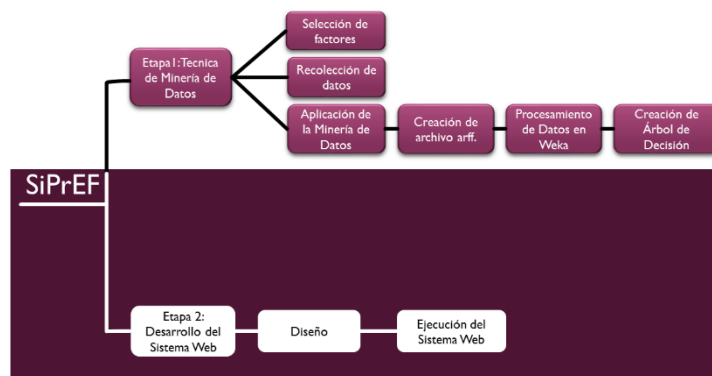 Selección de
factores
Etapa1:Tecnica
de Minería de
Datos
Recolección de
datos
Aplicación de
la Minería de
Datos
Creación de
archivo arff.
Procesamiento
de Datos en
Weka
Creación de
Árbol de
Decisión
SiPrEF
Etapa 2:
Desarrollo del
Sistema Web
Diseño
Ejecución del
Sistema Web